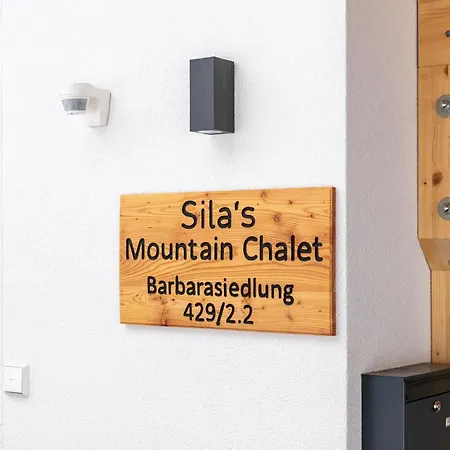 Sila's
Mountain Chalet
Barbarasiedlung
429/2.2